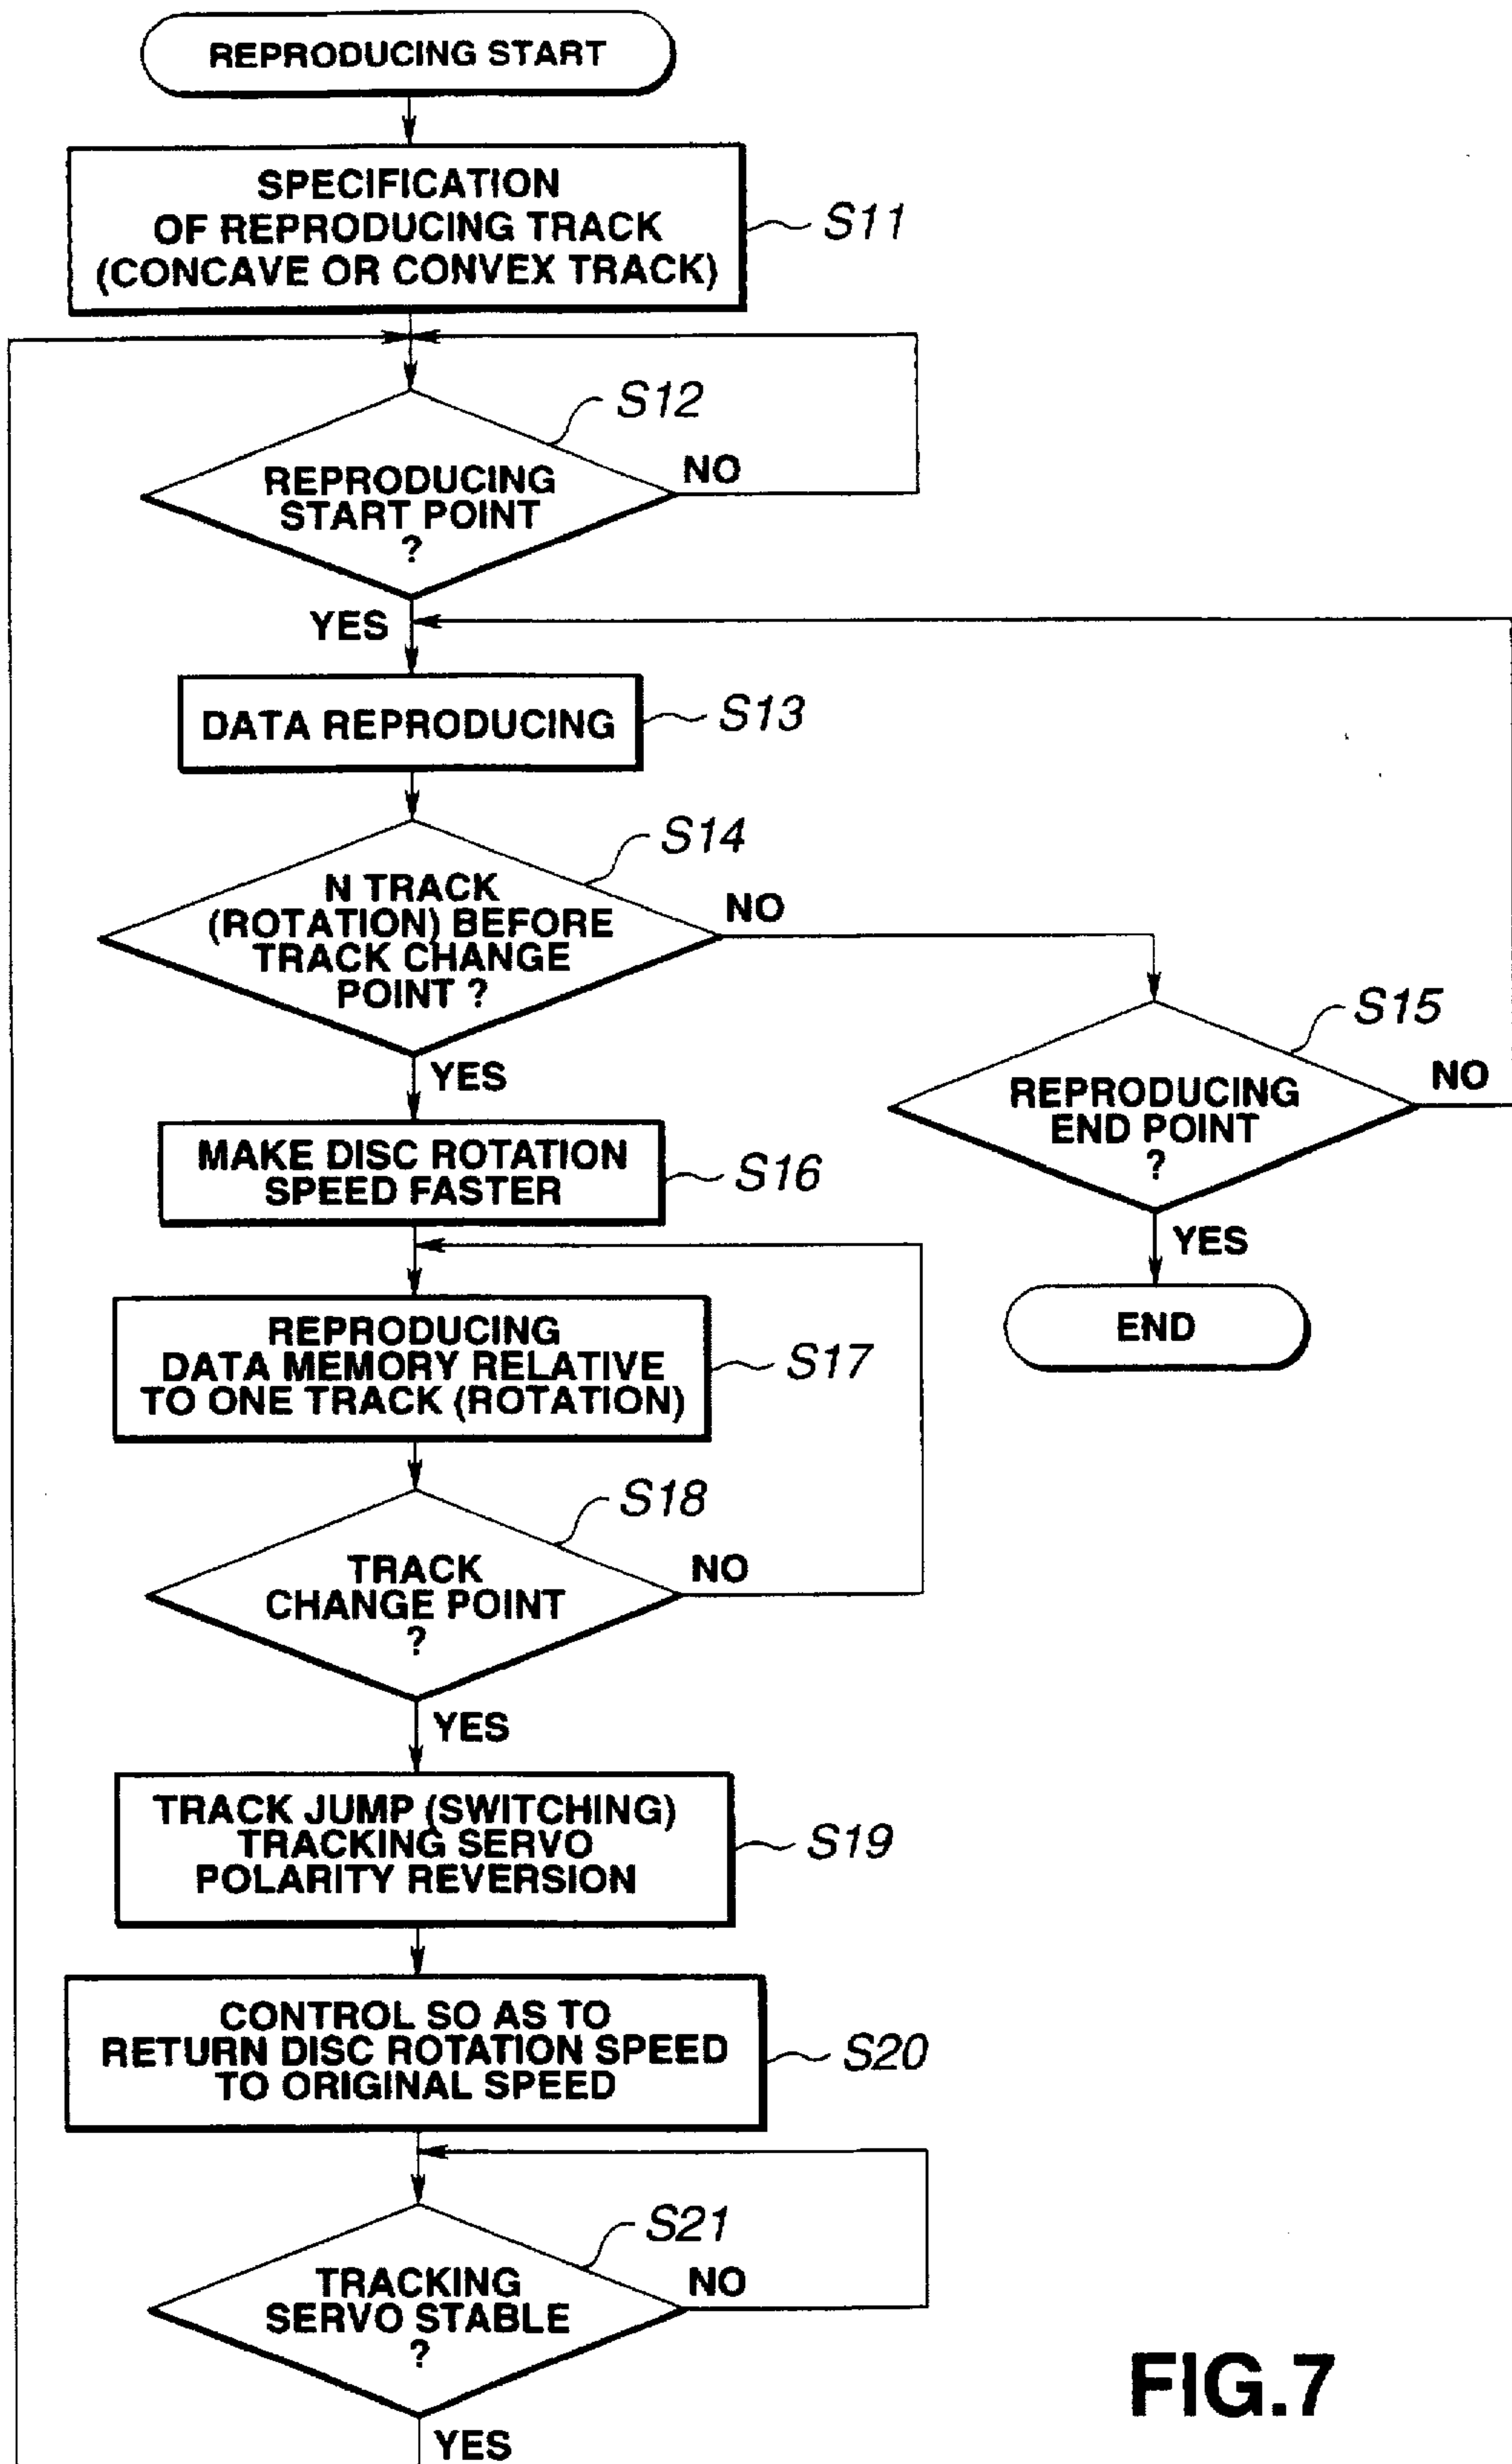 REPRODUCING START
SPECIFICATION
OF REPRODUCING TRACK
(CONCAVE OR CONVEX TRACK)
S11
S12
REPRODUCING
START POINT
?
NO
YES
DATA REPRODUCING
S13
S14
N TRACK
(ROTATION) BEFORE
TRACK CHANGE
POINT ?
NO
YES
S15
REPRODUCING
END POINT
?
NO
YES
END
MAKE DISC ROTATION
SPEED FASTER
S16
REPRODUCING
DATA MEMORY RELATIVE
TO ONE TRACK (ROTATION)
S17
S18
TRACK
CHANGE POINT
?
NO
YES
TRACK JUMP (SWITCHING)
TRACKING SERVO
POLARITY REVERSION
S19
CONTROL SO AS TO
RETURN DISC ROTATION SPEED
TO ORIGINAL SPEED
S20
S21
TRACKING
SERVO STABLE
?
NO
YES
FIG.7